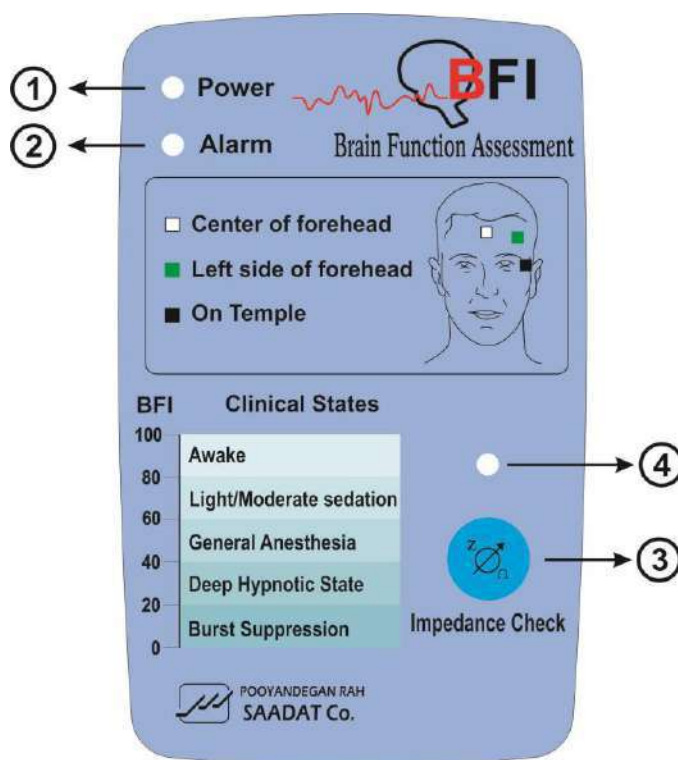 1
Power
2
Alarm
BFI
Brain Function Assessment
Center of forehead
Left side of forehead
On Temple
BFI Clinical States
100
Awake
80
Light/Moderate sedation
60
General Anesthesia
40
Deep Hypnotic State
20
Burst Suppression
0
4
Z Ω
3
Impedance Check
POOYANDEGAN RAH
SAADAT Co.